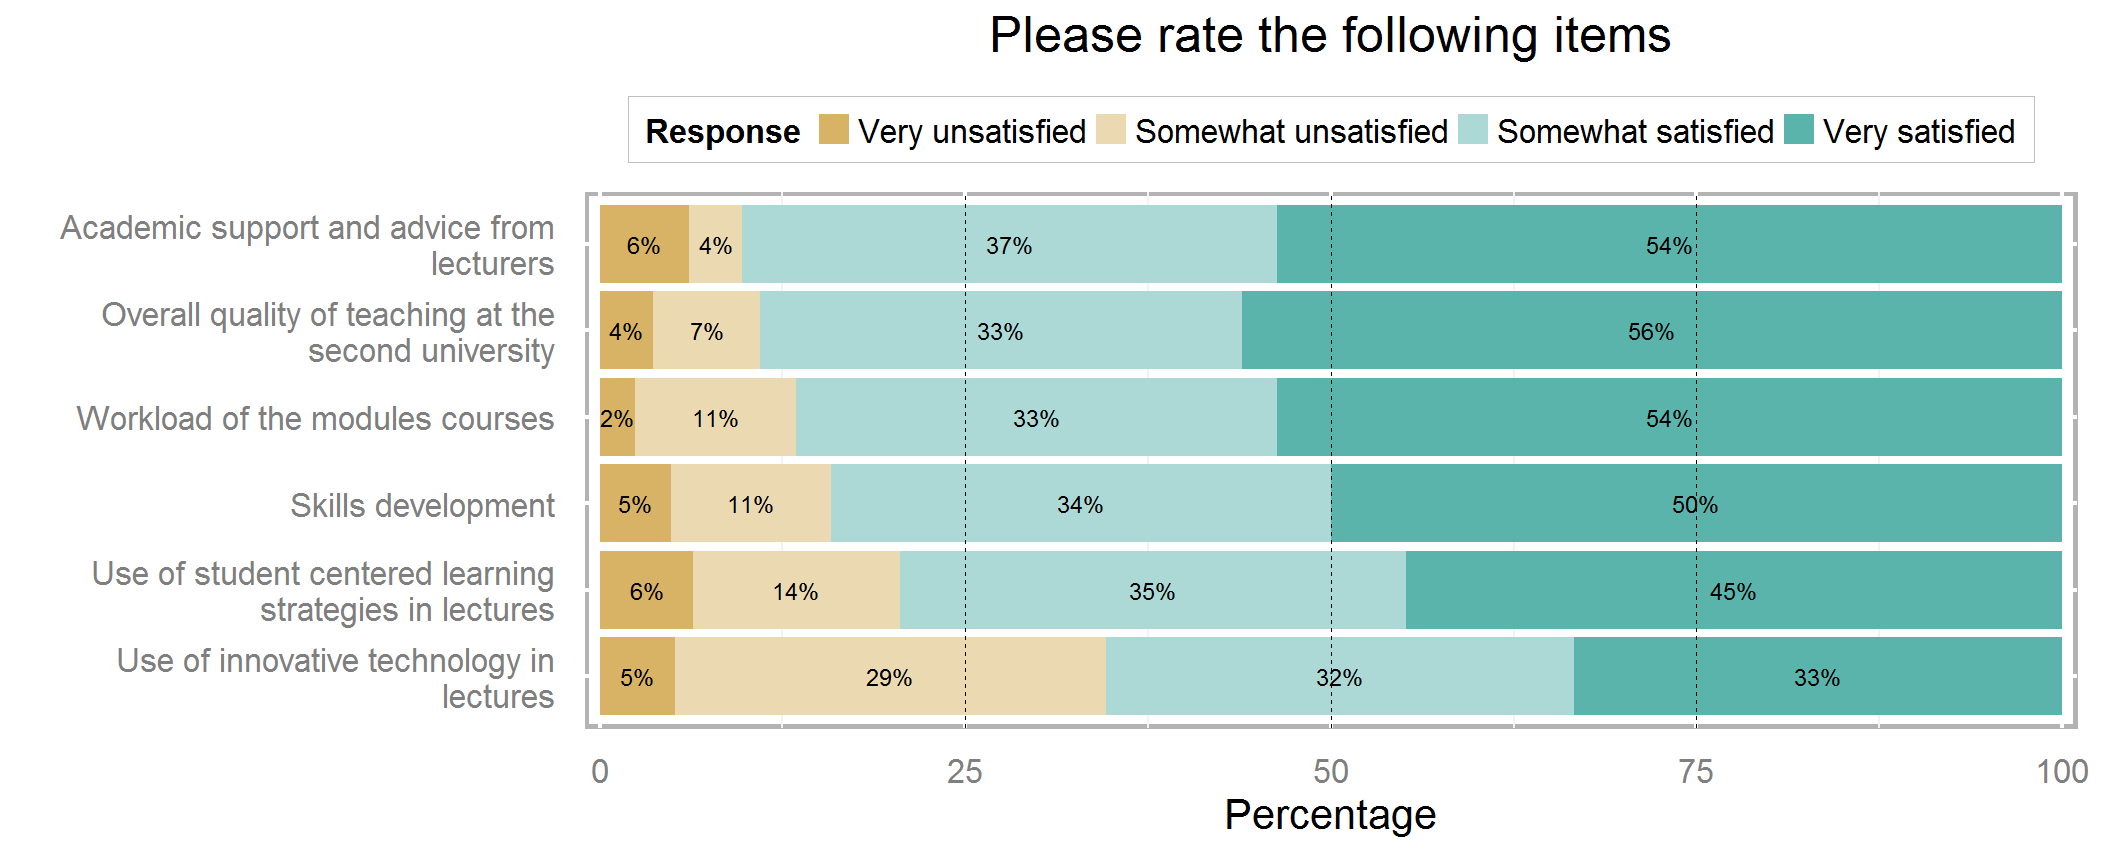 Please rate the following items
Response Very unsatisfied Somewhat unsatisfied Somewhat satisfied Very satisfied
Academic support and advice from
lecturers
6% 4% 37% 54%
Overall quality of teaching at the
second university
4% 7% 33% 56%
Workload of the modules courses
2% 11% 33% 54%
Skills development
5% 11% 34% 50%
Use of student centered learning
strategies in lectures
6% 14% 35% 45%
Use of innovative technology in
lectures
5% 29% 32% 33%
0 25 50 75 100
Percentage